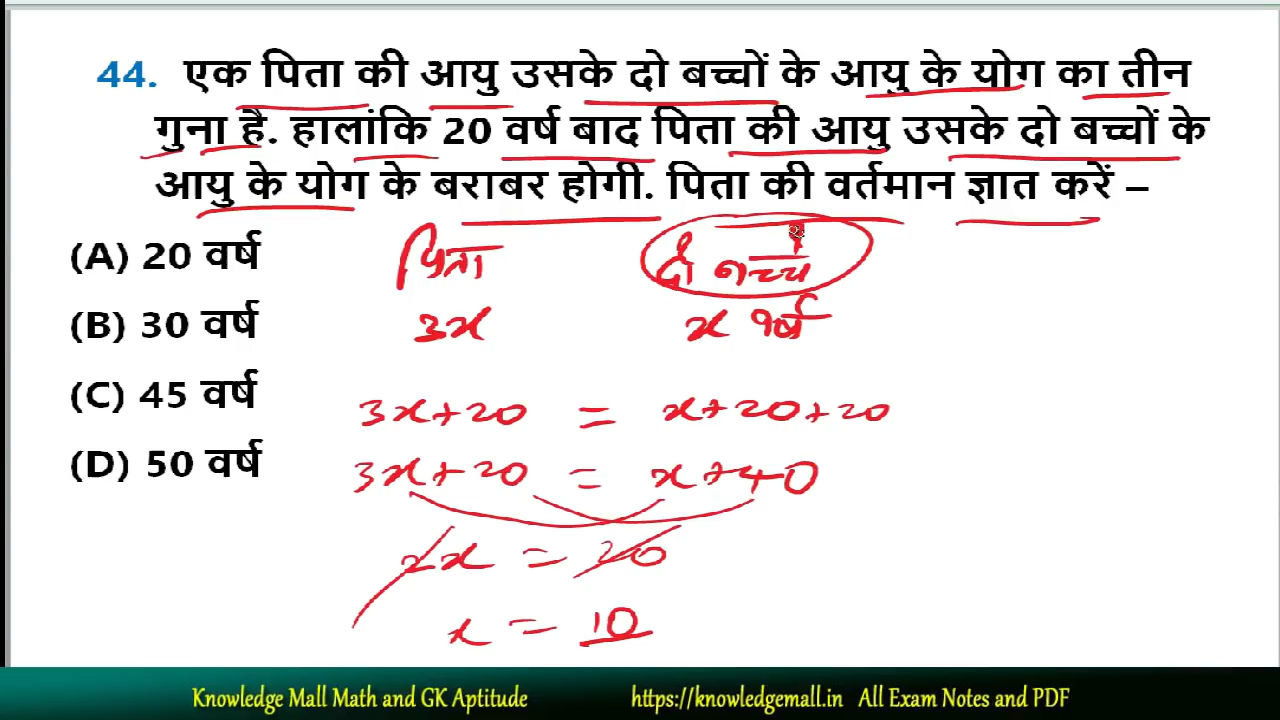 44. एक पिता की आयु उसके दो बच्चों के आयु के योग का तीन
गुना है. हालांकि 20 वर्ष बाद पिता की आयु उसके दो बच्चों के
आयु के योग के बराबर होगी. पिता की वर्तमान ज्ञात करें –
(A) 20 वर्ष
(B) 30 वर्ष
(C) 45 वर्ष
(D) 50 वर्ष
पिता दो बच्चे
3x x वर्ष
3x+20 = x+20+20
3x+20 = x+40
2x = 20
x = 10
Knowledge Mall Math and GK Aptitude https://knowledgemall.in All Exam Notes and PDF